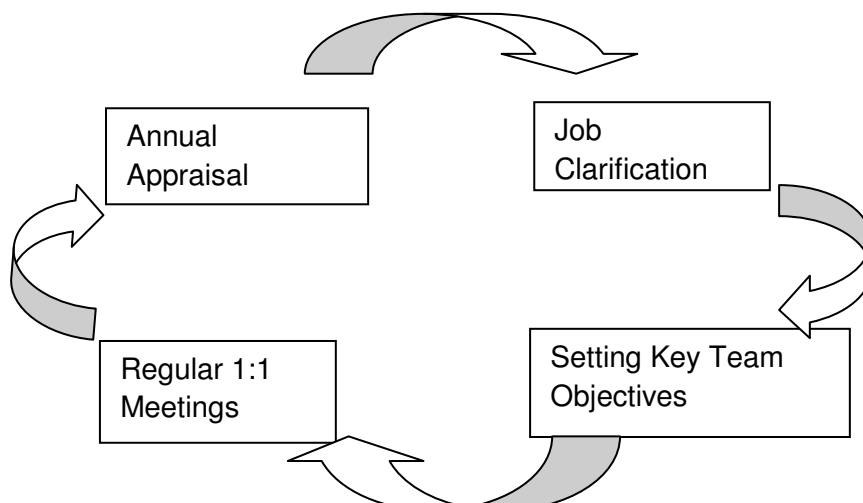 Annual
Appraisal
Job
Clarification
Setting Key Team
Objectives
Regular 1:1
Meetings